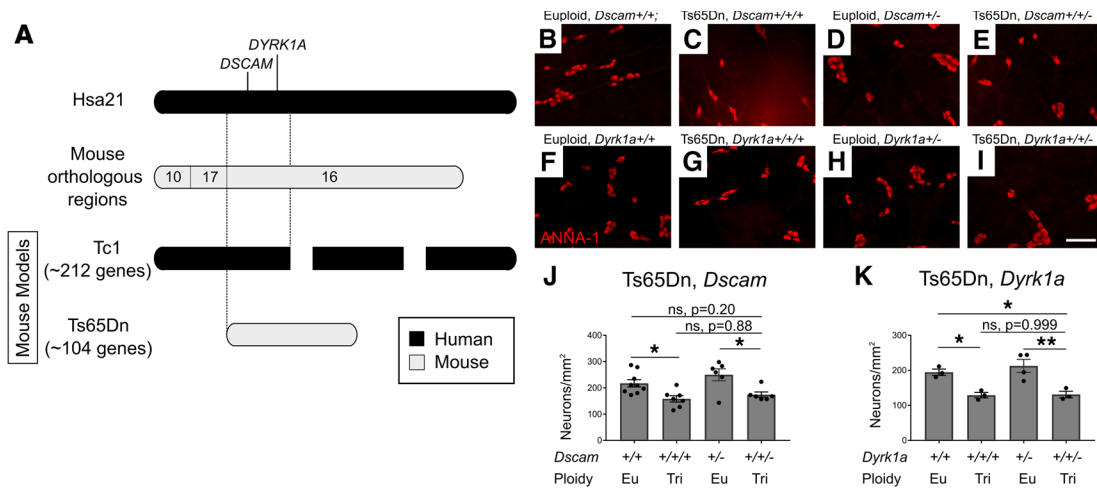 A
DYRK1A
DSCAM
Hsa21
Mouse
orthologous
regions
10 17 16
Mouse Models
Tc1
(~212 genes)
Ts65Dn
(~104 genes)
Human
Mouse
Euploid, Dscam+/+;
Ts65Dn, Dscam+/+/+
Euploid, Dscam+/-
Ts65Dn, Dscam+/+/-
B
C
D
E
Euploid, Dyrk1a+/+
Ts65Dn, Dyrk1a+/+/+
Euploid, Dyrk1a+/-
Ts65Dn, Dyrk1a+/+/-
F
G
H
I
ANNA-1
J
Ts65Dn, Dscam
ns, p=0.20
ns, p=0.88
* *
Neurons/mm²
400
300
200
100
0
Dscam +/+ +/+/+ +/- +/+/-
Ploidy Eu Tri Eu Tri
K
Ts65Dn, Dyrk1a
*
ns, p=0.999
* **
Neurons/mm²
300
200
100
0
Dyrk1a +/+ +/+/+ +/- +/+/-
Ploidy Eu Tri Eu Tri